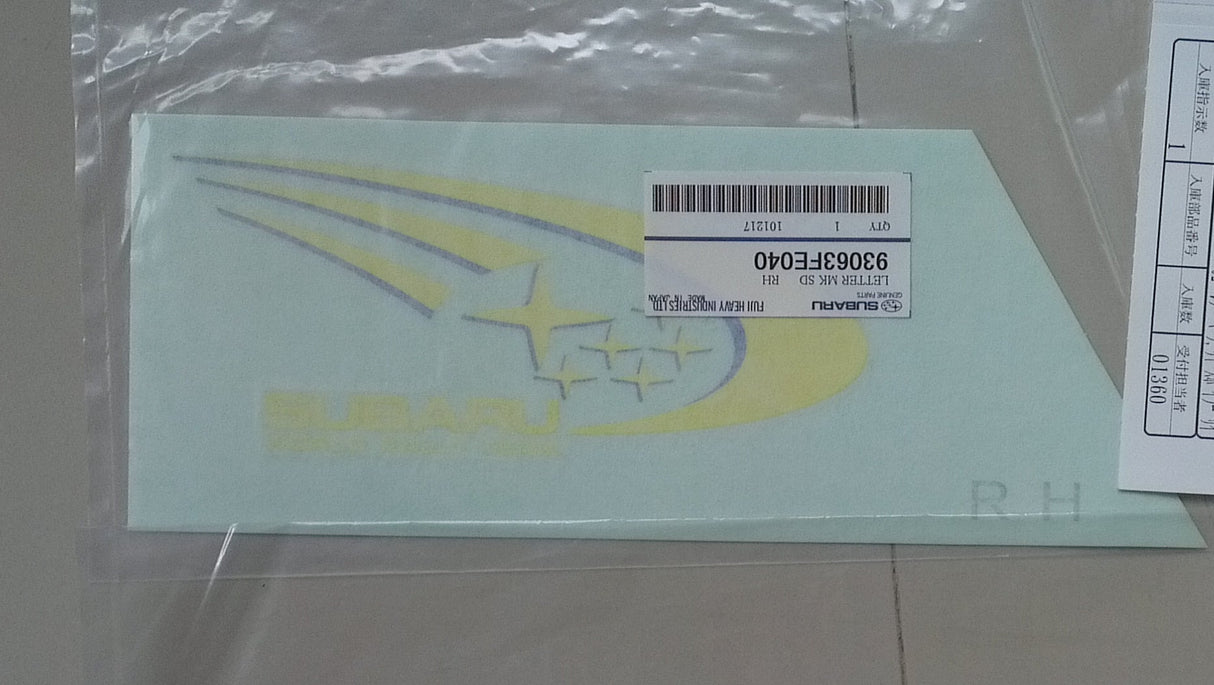 SUBARU
RH
SUBARU
GENUINE PARTS
FUJI HEAVY INDUSTRIES LTD.
MADE IN JAPAN
LETTER MK SD RH
93063FE040
QTY 1 101217
入庫指示数
1
入庫部品番号
入庫数
受付担当者
01360